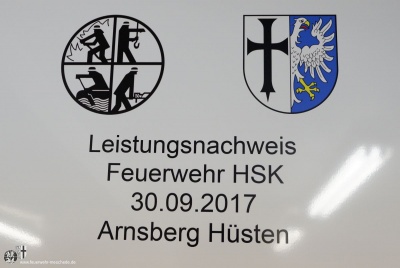 Leistungsnachweis
Feuerwehr HSK
30.09.2017
Arnsberg Hüsten